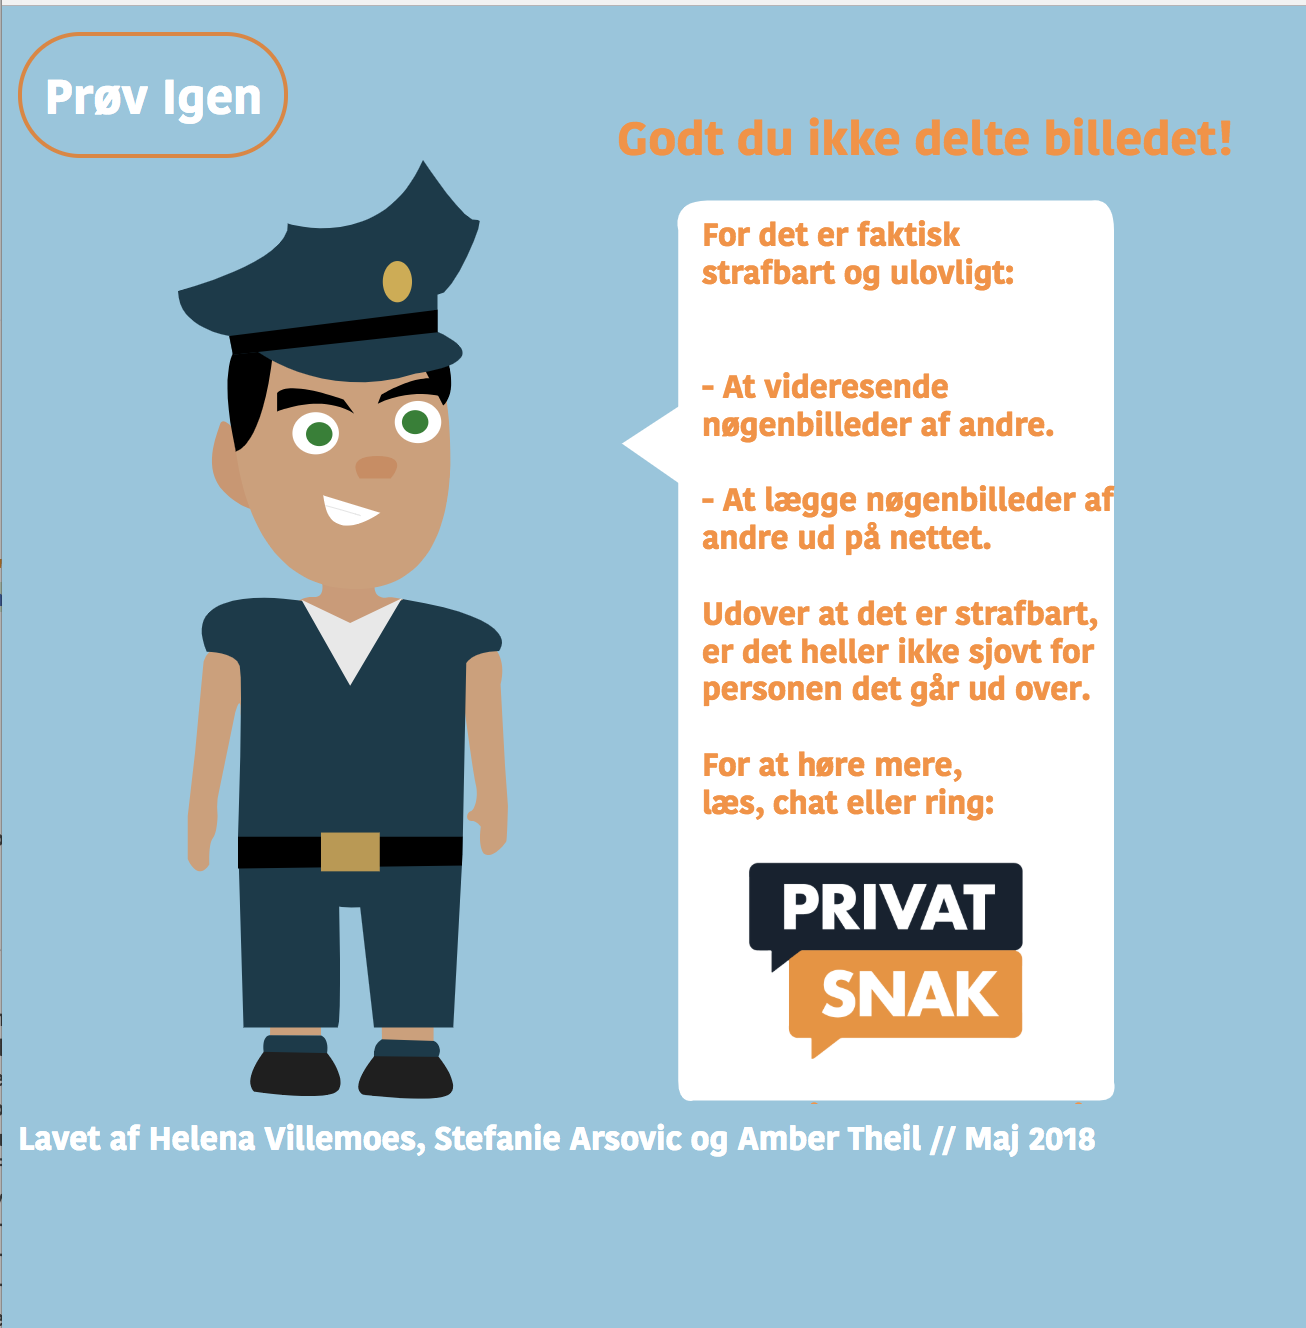 Prøv Igen
Godt du ikke delte billedet!
For det er faktisk
strafbart og ulovligt:
- At videresende
nøgenbilleder af andre.
- At lægge nøgenbilleder af
andre ud på nettet.
Udover at det er strafbart,
er det heller ikke sjovt for
personen det går ud over.
For at høre mere,
læs, chat eller ring:
PRIVAT
SNAK
Lavet af Helena Villemoes, Stefanie Arsovic og Amber Theil // Maj 2018